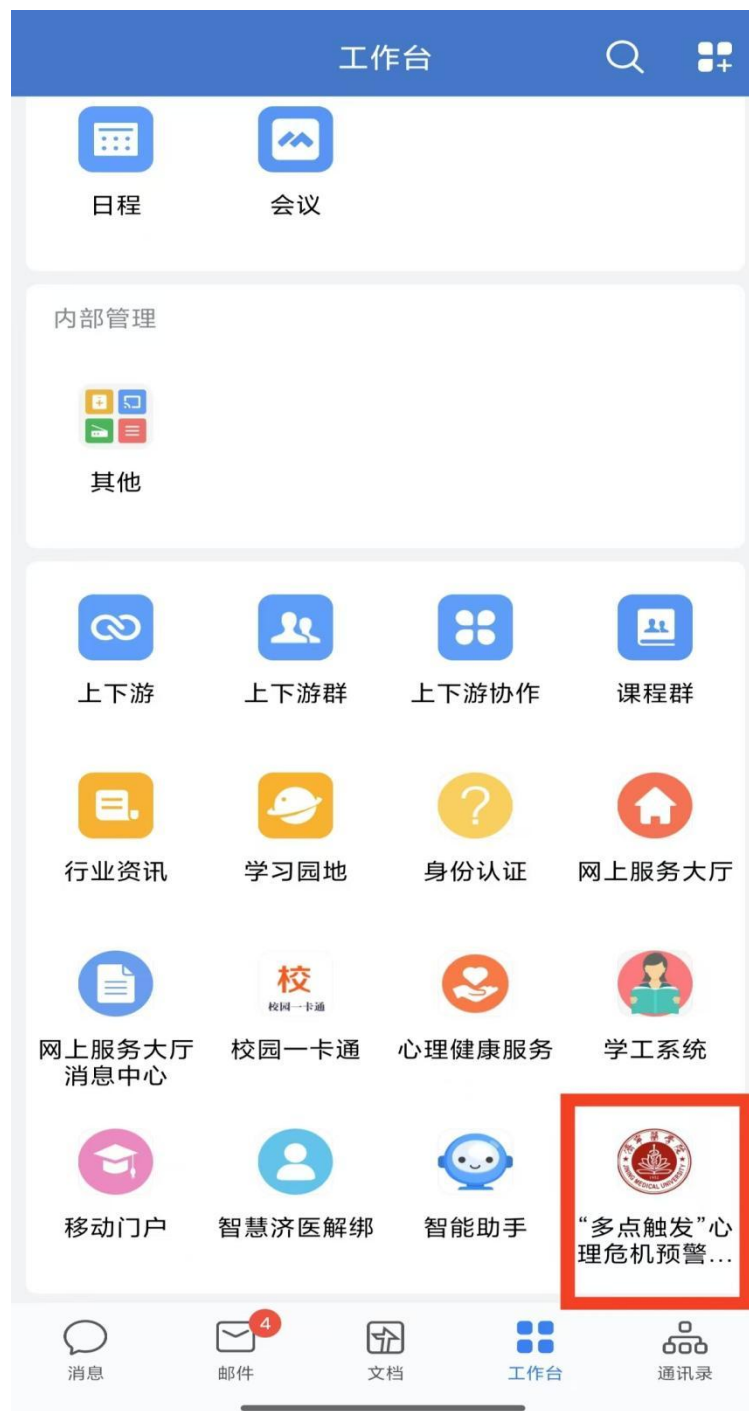 工作台
日程
会议
内部管理
其他
上下游
上下游群
上下游协作
课程群
行业资讯
学习园地
?
身份认证
网上服务大厅
网上服务大厅
消息中心
校
校园一卡通
校园一卡通
心理健康服务
学工系统
移动门户
智慧济医解绑
智能助手
JINING MEDICAL UNIVERSITY
“多点触发”心
理危机预警...
消息
4
邮件
文档
工作台
通讯录